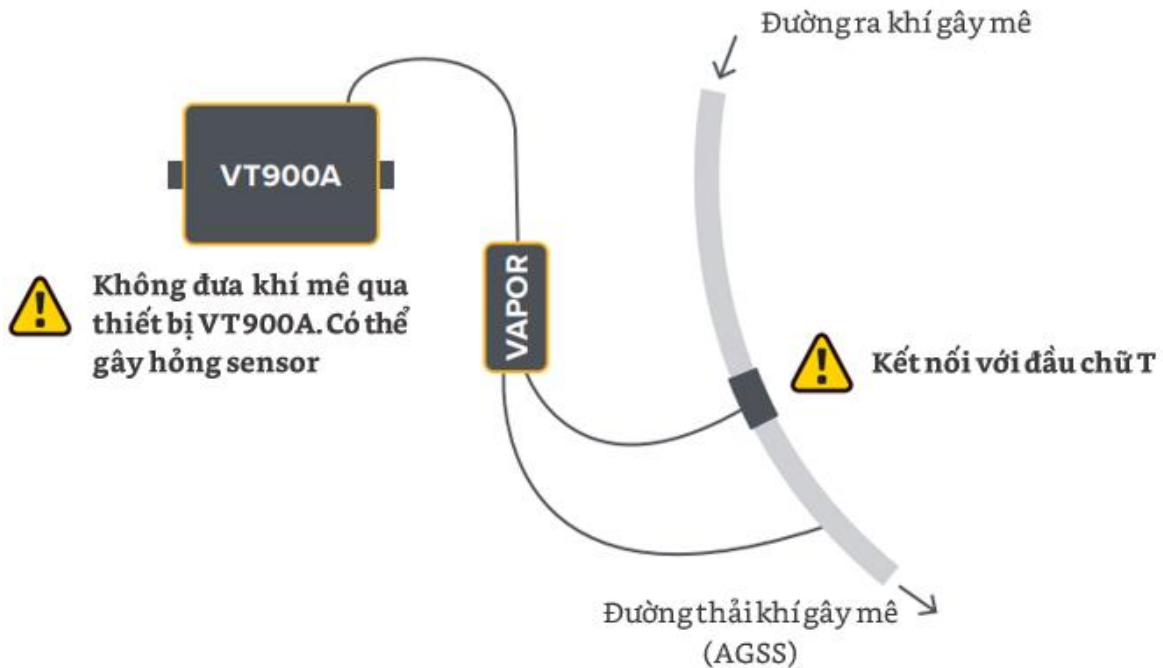 Đường ra khí gây mê
VT900A
VAPOR
Không đưa khí mê qua
thiết bị VT900A. Có thể
gây hỏng sensor
Kết nối với đầu chữ T
Đường thải khí gây mê
(AGSS)